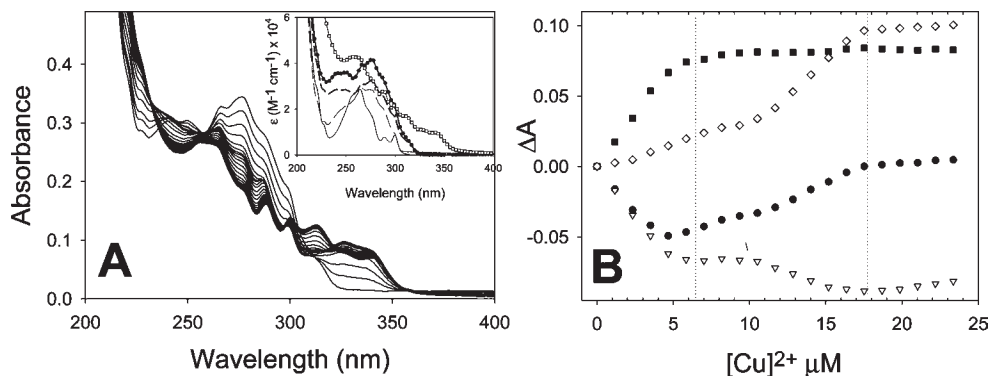 A
Absorbance
0.4
0.3
0.2
0.1
0.0
200 250 300 350 400
Wavelength (nm)
ε (M⁻¹ cm⁻¹) x 10⁴
6
4
2
0
200 250 300 350 400
Wavelength (nm)
B
ΔA
0.10
0.05
0.00
-0.05
0 5 10 15 20 25
[Cu]²⁺ μM